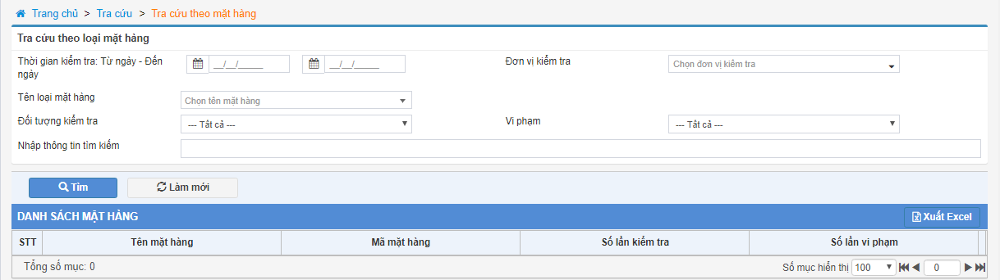 Trang chủ > Tra cứu > Tra cứu theo mặt hàng
Tra cứu theo loại mặt hàng
Thời gian kiểm tra: Từ ngày - Đến ngày __/__/____ __/__/____ Đơn vị kiểm tra Chọn đơn vị kiểm tra
Tên loại mặt hàng Chọn tên mặt hàng
Đối tượng kiểm tra --- Tất cả --- Vi phạm --- Tất cả ---
Nhập thông tin tìm kiếm
Tìm Làm mới
DANH SÁCH MẶT HÀNG Xuất Excel
STT Tên mặt hàng Mã mặt hàng Số lần kiểm tra Số lần vi phạm
Tổng số mục: 0 Số mục hiển thị 100 0